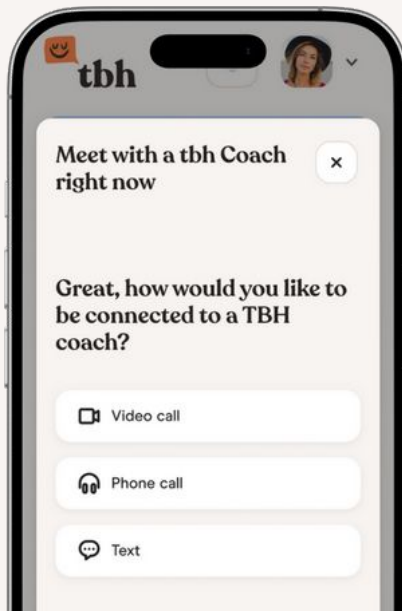 tbh
Meet with a tbh Coach
right now
Great, how would you like to
be connected to a TBH
coach?
Video call
Phone call
Text